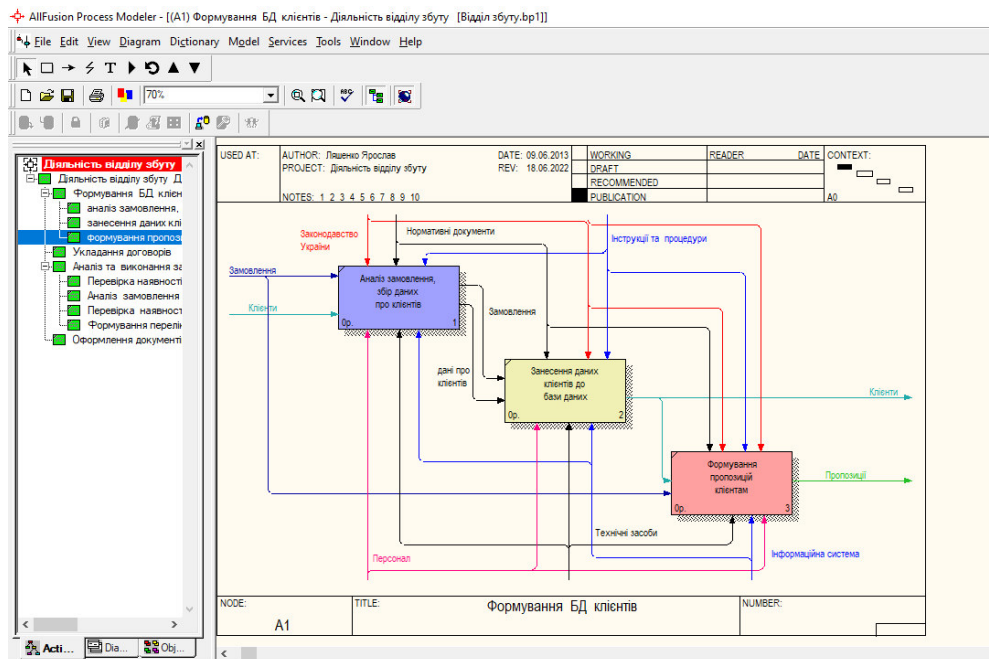 AllFusion Process Modeler - [(A1) Формування БД клієнтів - Діяльність відділу збуту [Відділ збуту.bp1]]
File Edit View Diagram Dictionary Model Services Tools Window Help
70%
Діяльність відділу збуту
Діяльність відділу збуту Д
Формування БД клієн
аналіз замовлення,
занесення даних клі
формування пропозі
Укладання договорів
Аналіз та виконання за
Перевірка наявності
Аналіз замовлення
Перевірка наявност
Формування перелік
Оформлення документі
Acti... Dia... Obj...
USED AT: AUTHOR: Ляшенко Ярослав DATE: 09.06.2013 WORKING READER DATE CONTEXT:
PROJECT: Діяльність відділу збуту REV: 18.06.2022 DRAFT
RECOMMENDED
NOTES: 1 2 3 4 5 6 7 8 9 10 PUBLICATION A0
Законодавство
України
Нормативні документи
Інструкції та процедури
Замовлення
Клієнти
Аналіз замовлення,
збір даних
про клієнтів
0р. 1
Замовлення
дані про
клієнтів
Занесення даних
клієнтів до
бази даних
0р. 2
Клієнти
Формування
пропозицій
клієнтам
0р. 3
Пропозиції
Технічні засоби
Персонал
Інформаційна система
NODE: TITLE: Формування БД клієнтів NUMBER:
A1